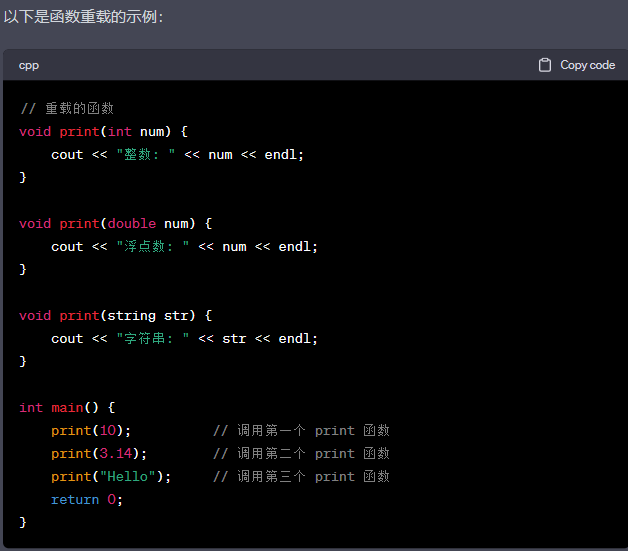 以下是函数重载的示例：
cpp
Copy code
// 重载的函数
void print(int num) {
    cout << "整数: " << num << endl;
}
void print(double num) {
    cout << "浮点数: " << num << endl;
}
void print(string str) {
    cout << "字符串: " << str << endl;
}
int main() {
    print(10);          // 调用第一个 print 函数
    print(3.14);        // 调用第二个 print 函数
    print("Hello");     // 调用第三个 print 函数
    return 0;
}